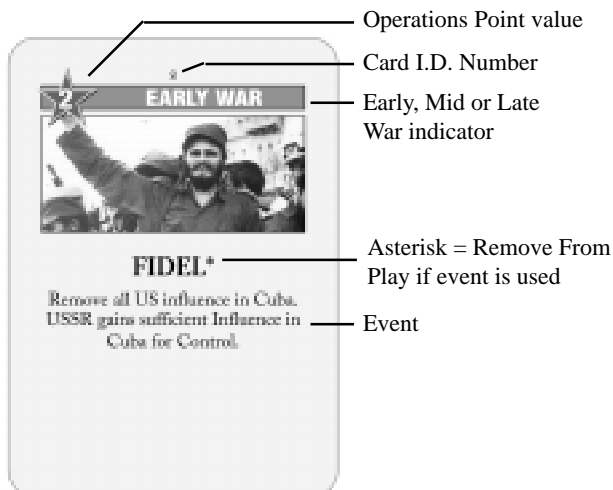 Operations Point value
Card I.D. Number
2
EARLY WAR
Early, Mid or Late
War indicator
FIDEL*
Asterisk = Remove From
Play if event is used
Remove all US influence in Cuba.
USSR gains sufficient Influence in
Cuba for Control.
Event